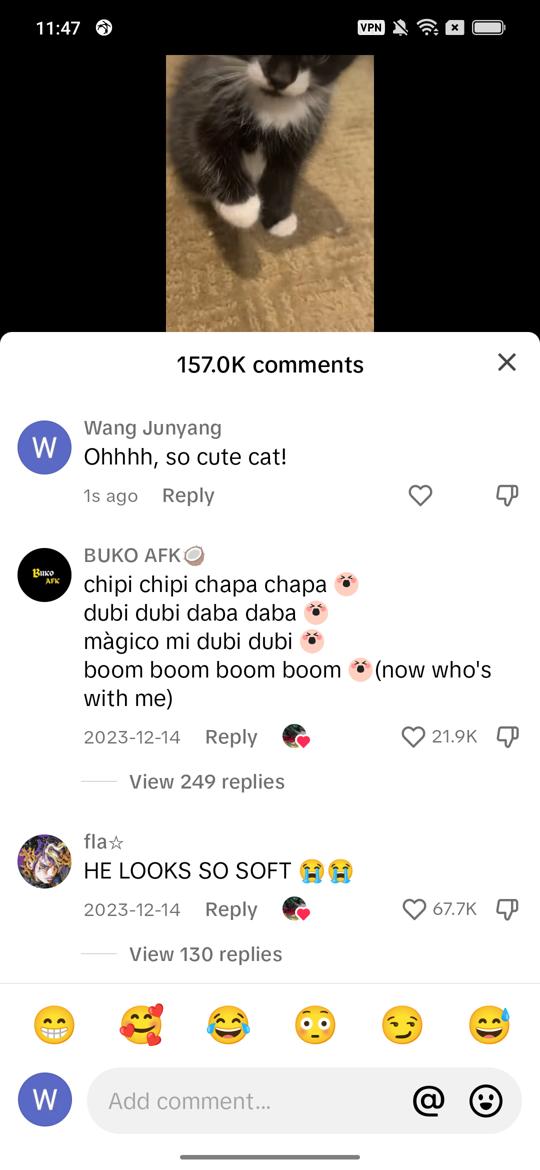 11:47
VPN
157.0K comments
W
Wang Junyang
Ohhhh, so cute cat!
1s ago Reply
Buko
AFK
BUKO AFK🥥
chipi chipi chapa chapa
dubi dubi daba daba
màgico mi dubi dubi
boom boom boom boom (now who's
with me)
2023-12-14 Reply 21.9K
View 249 replies
fla☆
HE LOOKS SO SOFT 😭😭
2023-12-14 Reply 67.7K
View 130 replies
😁 🥰 😂 😳 😏 😅
W
Add comment... @